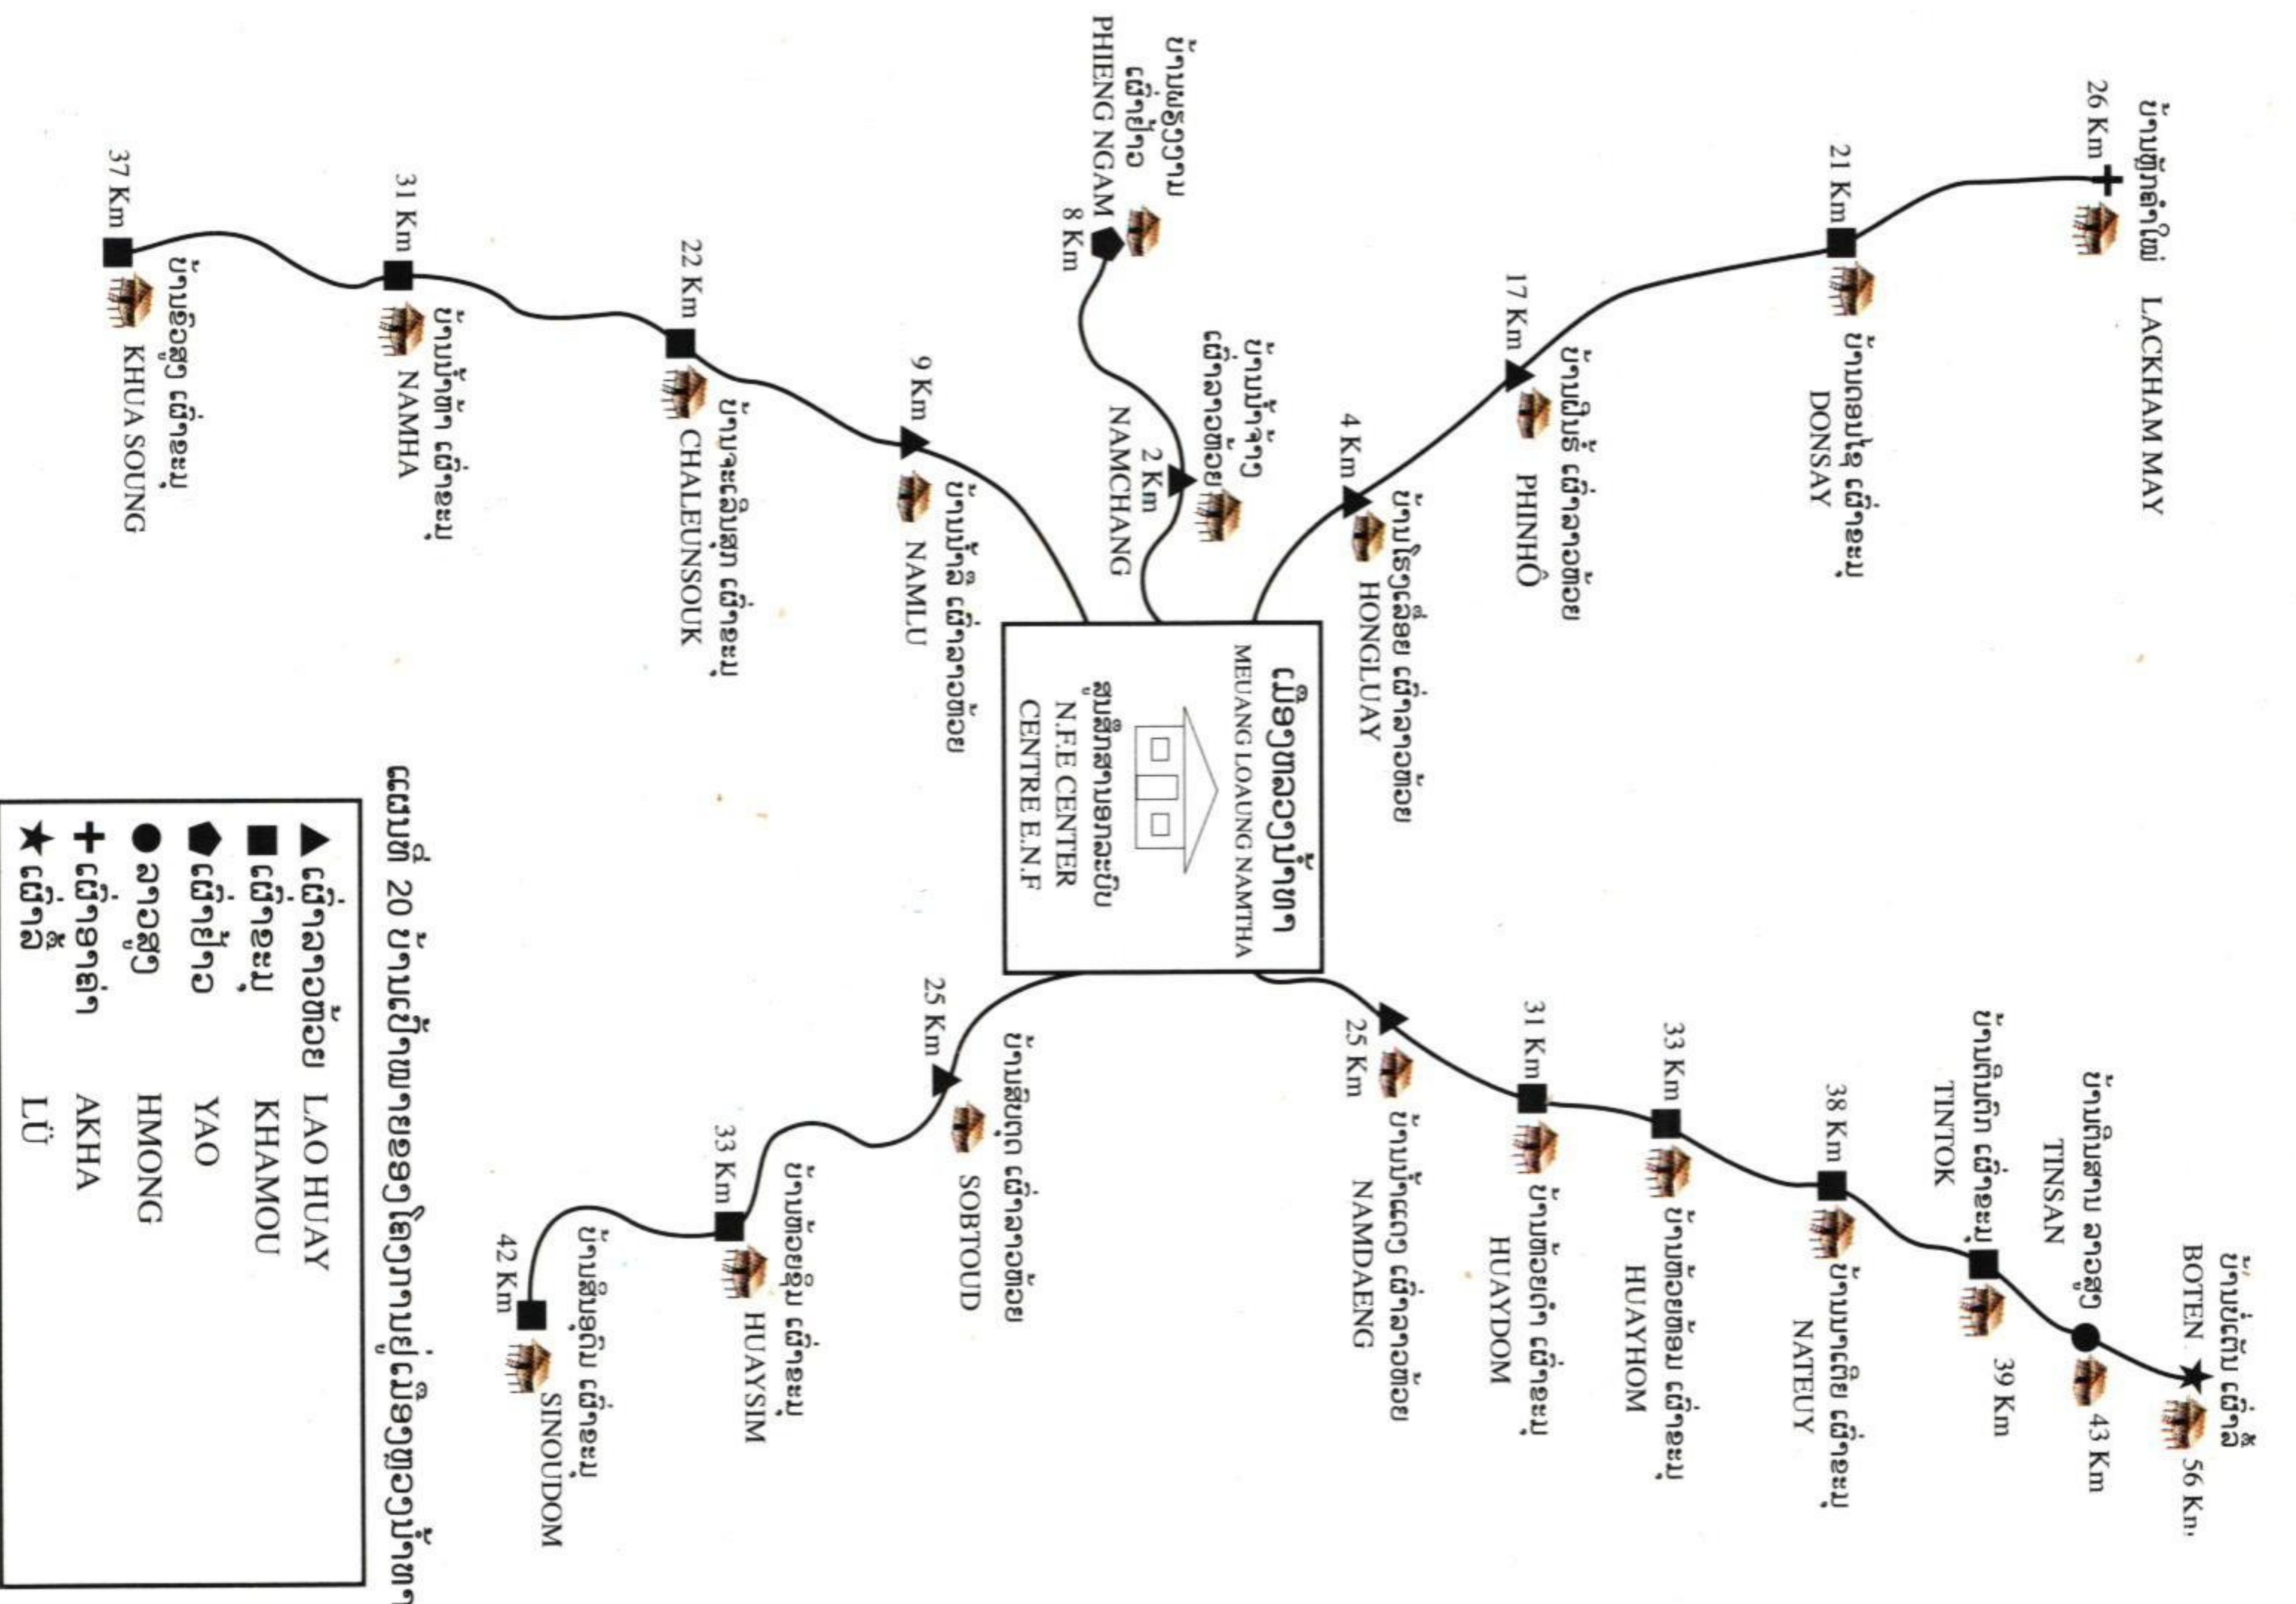 ບ້ານຫຼັກຄຳໃໝ່ LACKHAM MAY
26 Km
21 Km
ບ້ານດອນໄຊ ເຜົ່າຂະມຸ
DONSAY
17 Km
ບ້ານຜີນຮໍ້ ເຜົ່າລາວຫ້ວຍ
PHINHÔ
4 Km
ບ້ານໂຮງເລື່ອຍ ເຜົ່າລາວຫ້ວຍ
HONGLUAY
ບ້ານພຽງງາມ
ເຜົ່າຢ້າວ
PHIENG NGAM
8 Km
ບ້ານນ້ຳຈ້າງ
ເຜົ່າລາວຫ້ວຍ
2 Km
NAMCHANG
9 Km
ບ້ານນ້ຳລື ເຜົ່າລາວຫ້ວຍ
NAMLU
22 Km
ບ້ານຈະເລີນສຸກ ເຜົ່າຂະມຸ
CHALEUNSOUK
31 Km
ບ້ານນ້ຳຫ້າ ເຜົ່າຂະມຸ
NAMHA
37 Km
ບ້ານຂົວສູງ ເຜົ່າຂະມຸ
KHUA SOUNG
ເມືອງຫລວງນ້ຳທາ
MEUANG LOAUNG NAMTHA
ສູນສຶກສານອກລະບົບ
N.F.E CENTER
CENTRE E.N.F
ບ້ານບໍ່ເຕັນ ເຜົ່າລື້
BOTEN
56 Km
ບ້ານຕີນສານ ລາວສູງ
TINSAN
43 Km
ບ້ານຕີນຕົກ ເຜົ່າຂະມຸ
TINTOK
39 Km
38 Km
ບ້ານນາເຕີຍ ເຜົ່າຂະມຸ
NATEUY
33 Km
ບ້ານຫ້ວຍຫອມ ເຜົ່າຂະມຸ
HUAYHOM
31 Km
ບ້ານຫ້ວຍດຳ ເຜົ່າຂະມຸ
HUAYDOM
25 Km
ບ້ານນ້ຳແດງ ເຜົ່າລາວຫ້ວຍ
NAMDAENG
25 Km
ບ້ານສົບຕຸດ ເຜົ່າລາວຫ້ວຍ
SOBTOUD
33 Km
ບ້ານຫ້ວຍຊິມ ເຜົ່າຂະມຸ
HUAYSIM
42 Km
ບ້ານສິນອຸດົມ ເຜົ່າຂະມຸ
SINOUDOM
ແຜນທີ່ 20 ບ້ານເປົ້າໝາຍຂອງໂຄງການຢູ່ເມືອງຫຼວງນ້ຳທາ
ເຜົ່າລາວຫ້ວຍ LAO HUAY
ເຜົ່າຂະມຸ KHAMOU
ເຜົ່າຢ້າວ YAO
ລາວສູງ HMONG
ເຜົ່າອາຄ່າ AKHA
ເຜົ່າລື້ LÜ